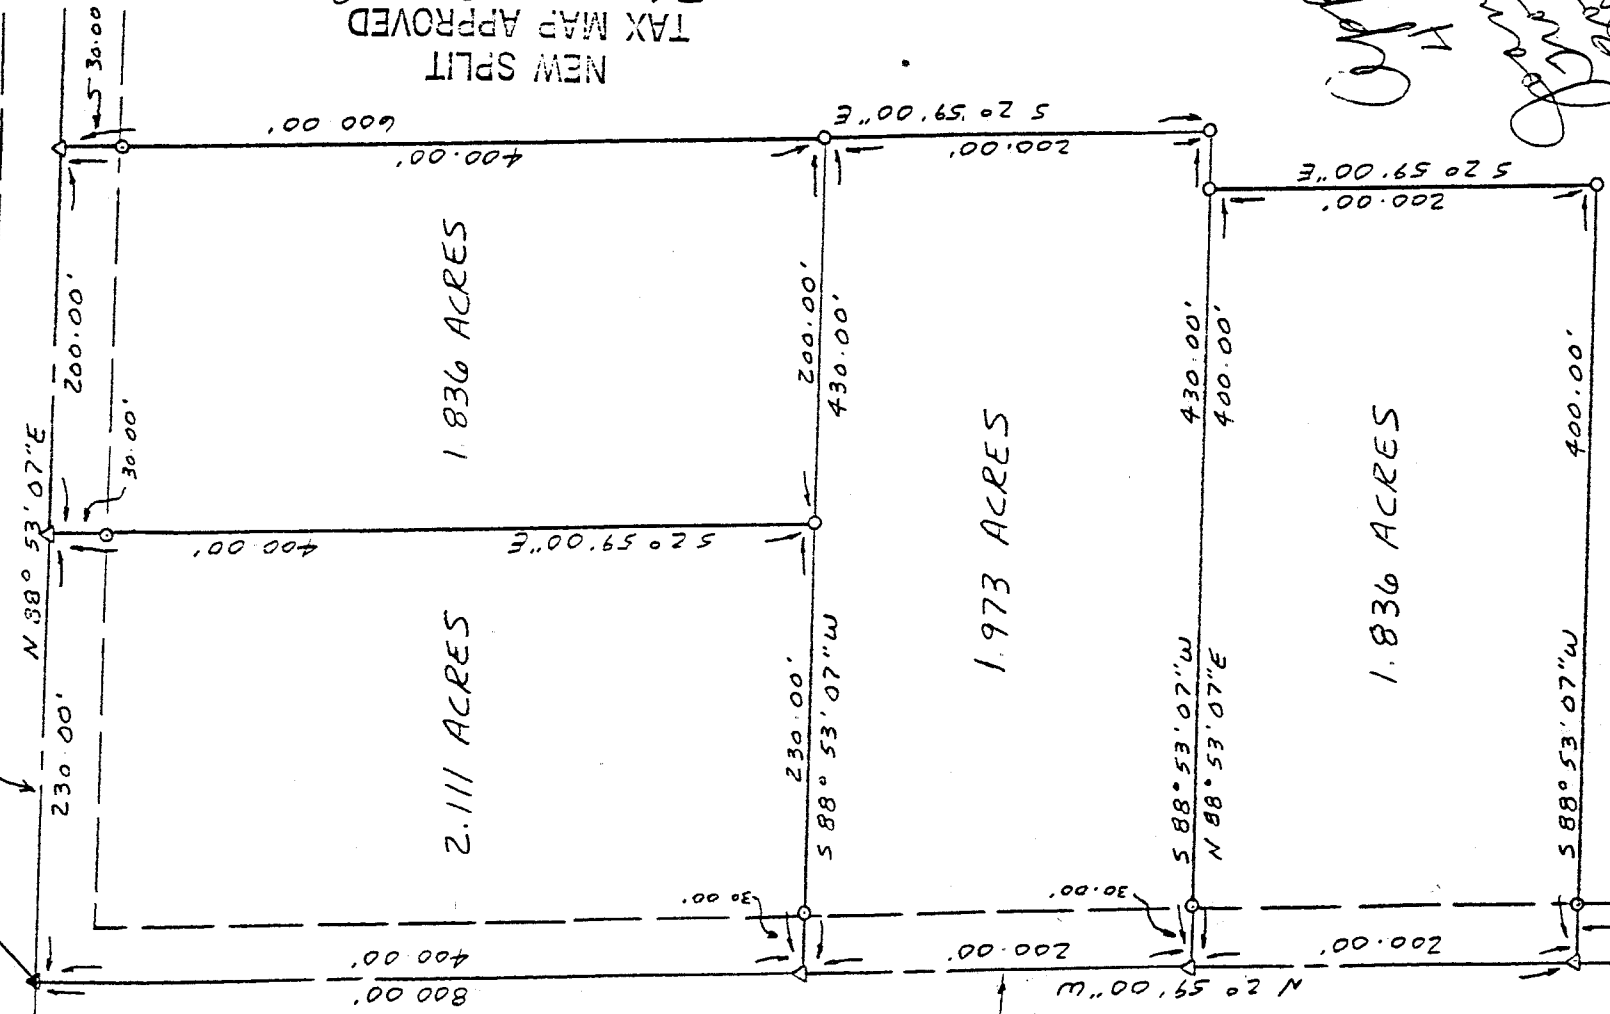 NEW SPLIT
TAX MAP APPROVED
5 30.00
600.00'
400.00'
S 2° 59' 00" E
200.00'
S 2° 59' 00" E
200.00'
200.00'
1.836 ACRES
200.00'
430.00'
430.00'
400.00'
400.00'
N 88° 53' 07" E
30.00'
400.00'
S 2° 59' 00" E
1.973 ACRES
1.836 ACRES
230.00'
2.111 ACRES
230.00'
S 88° 53' 07" W
S 88° 53' 07" W
N 88° 53' 07" E
S 88° 53' 07" W
30.00'
30.00'
400.00'
200.00'
200.00'
800.00'
N 2° 59' 00" W